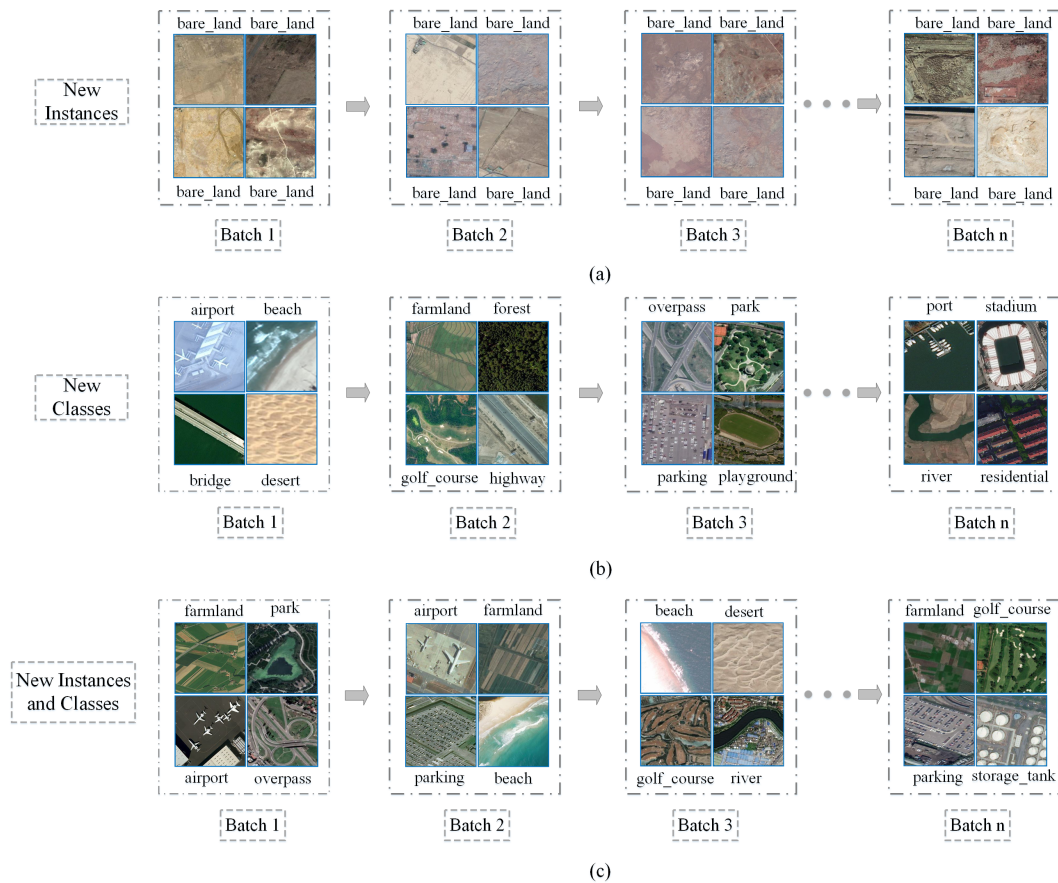 bare_land bare_land bare_land bare_land bare_land bare_land bare_land bare_land
New
Instances
bare_land bare_land bare_land bare_land bare_land bare_land bare_land bare_land
Batch 1 Batch 2 Batch 3 Batch n
(a)
airport beach farmland forest overpass park port stadium
New
Classes
bridge desert golf_course highway parking playground river residential
Batch 1 Batch 2 Batch 3 Batch n
(b)
farmland park airport farmland beach desert farmland golf_course
New Instances
and Classes
airport overpass parking beach golf_course river parking storage_tank
Batch 1 Batch 2 Batch 3 Batch n
(c)